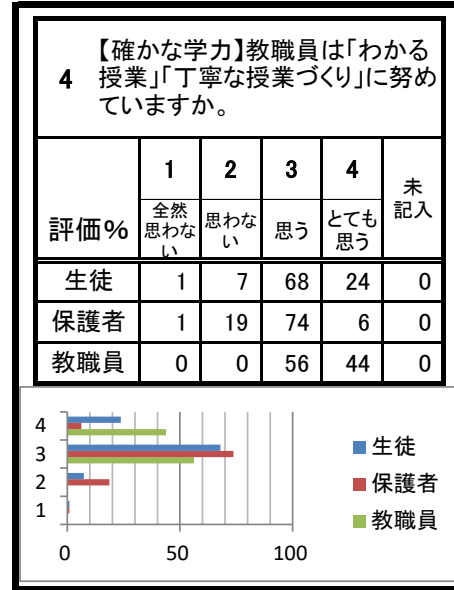 【確かな学力】教職員は「わかる
4 授業」「丁寧な授業づくり」に努め
ていますか。
1 2 3 4 未
記入
評価% 全然
思わな
い 思わな
い 思う とても
思う
生徒 1 7 68 24 0
保護者 1 19 74 6 0
教職員 0 0 56 44 0
4
3
2
1
0 50 100
生徒
保護者
教職員